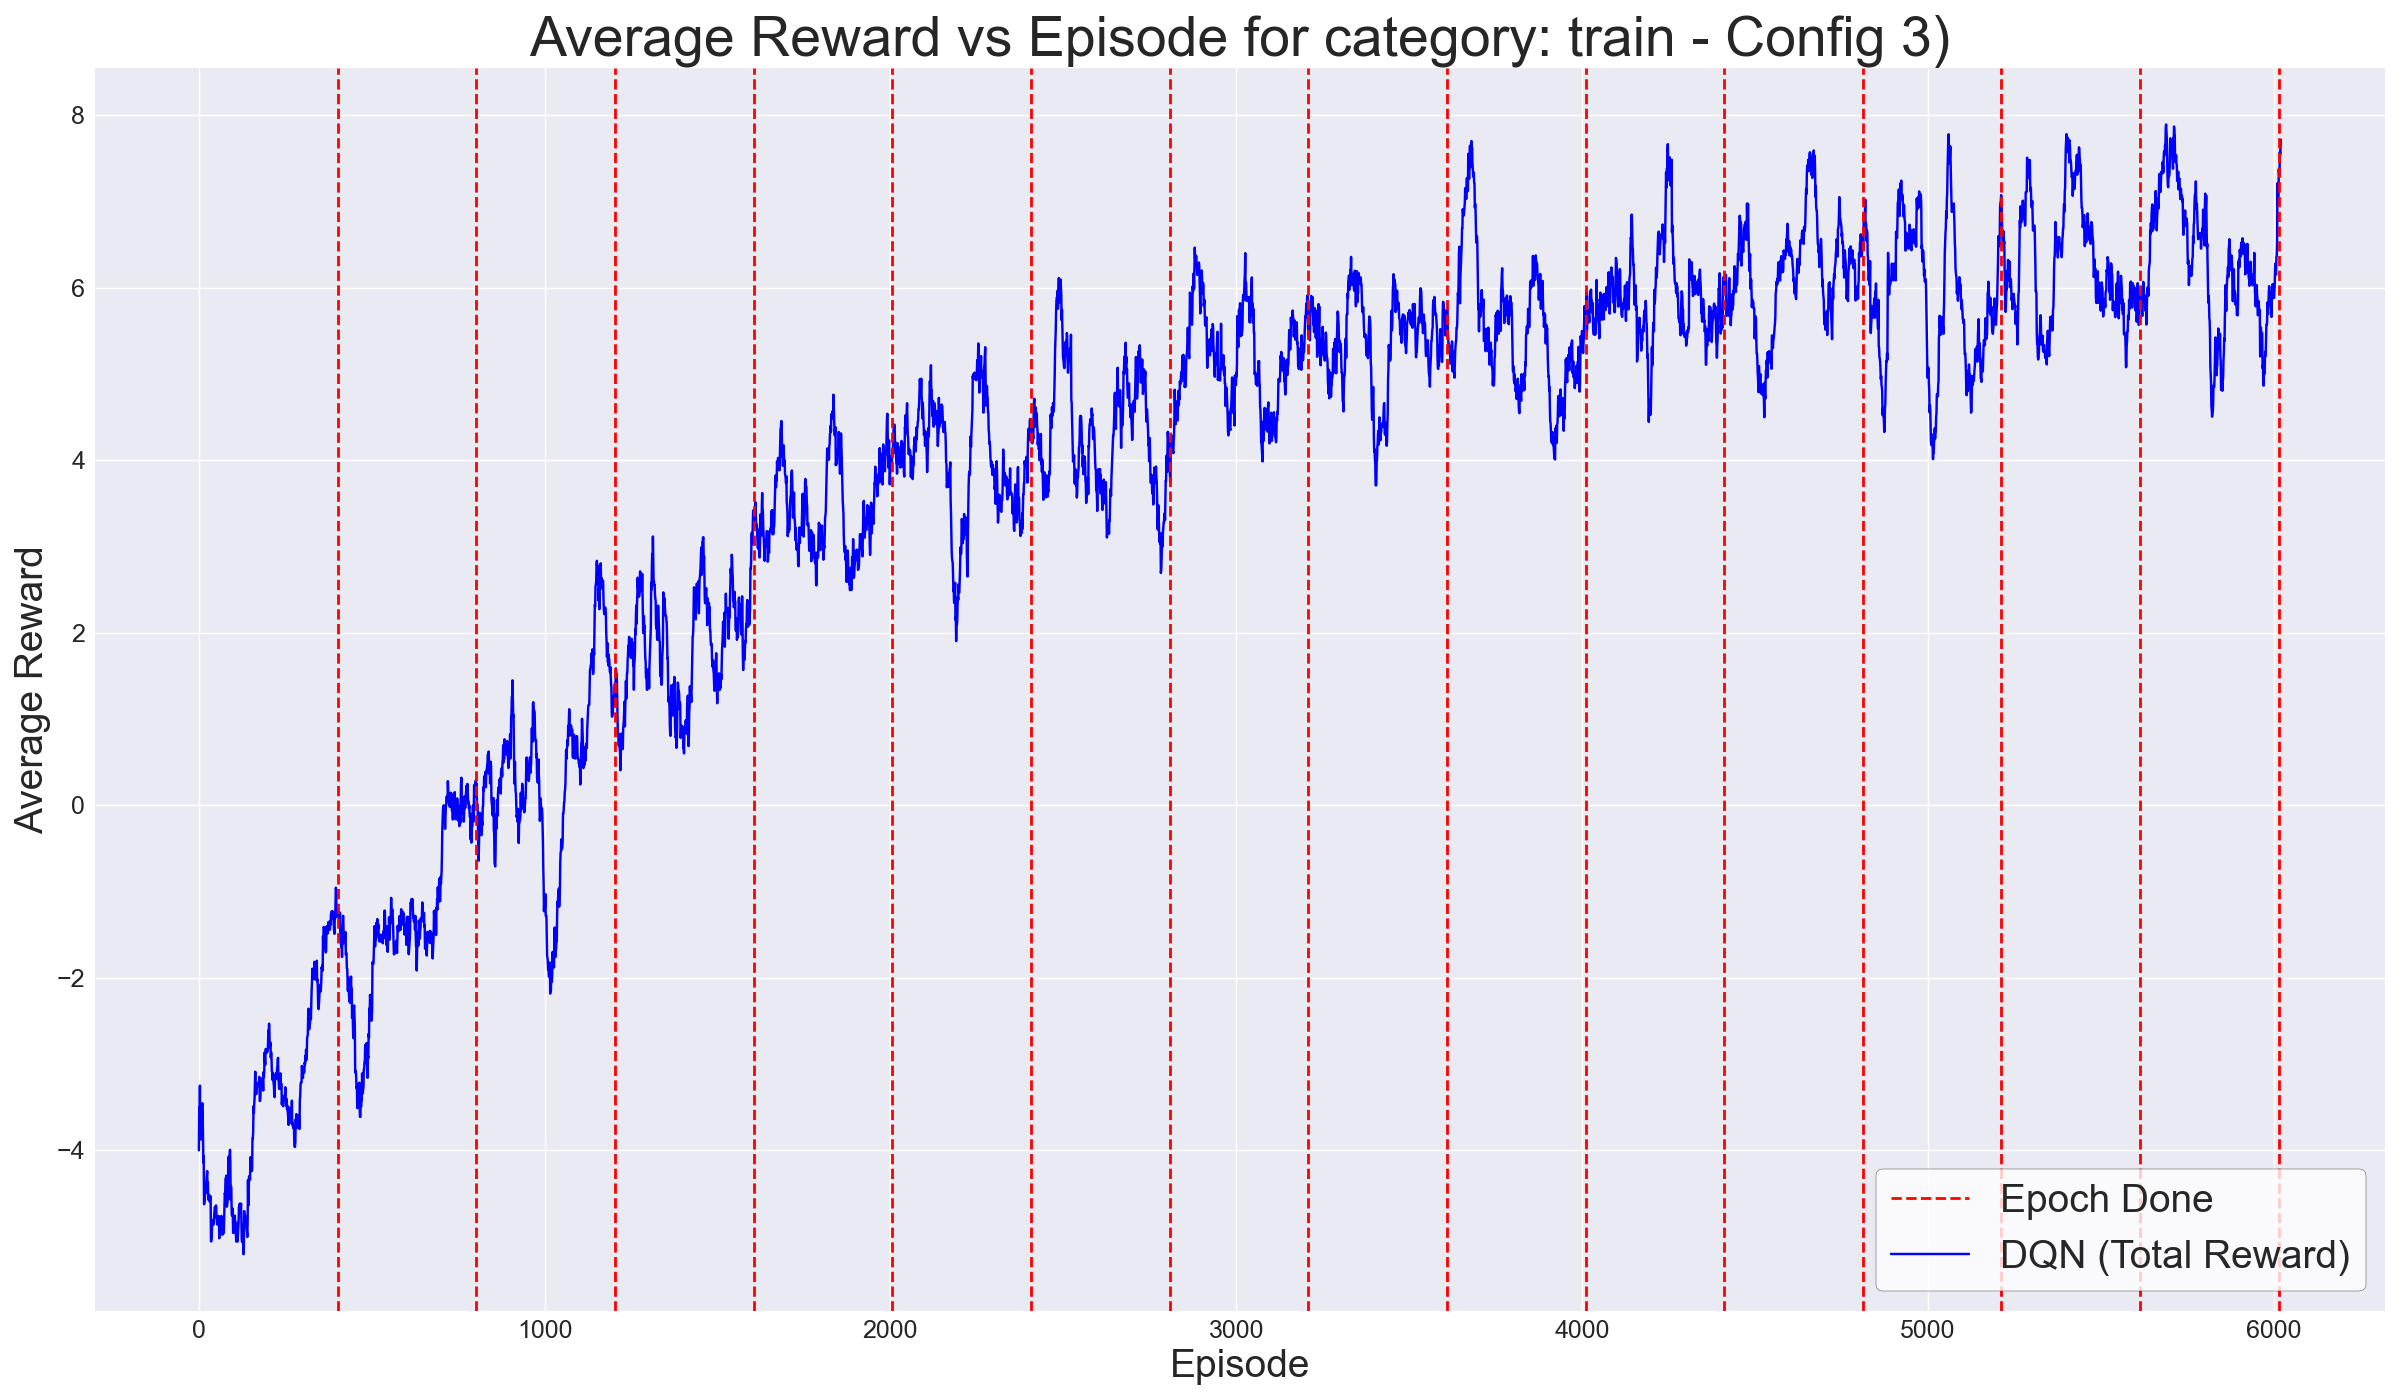 Average Reward vs Episode for category: train - Config 3)
Average Reward
8
6
4
2
0
−2
−4
0 1000 2000 3000 4000 5000 6000
Episode
Epoch Done
DQN (Total Reward)